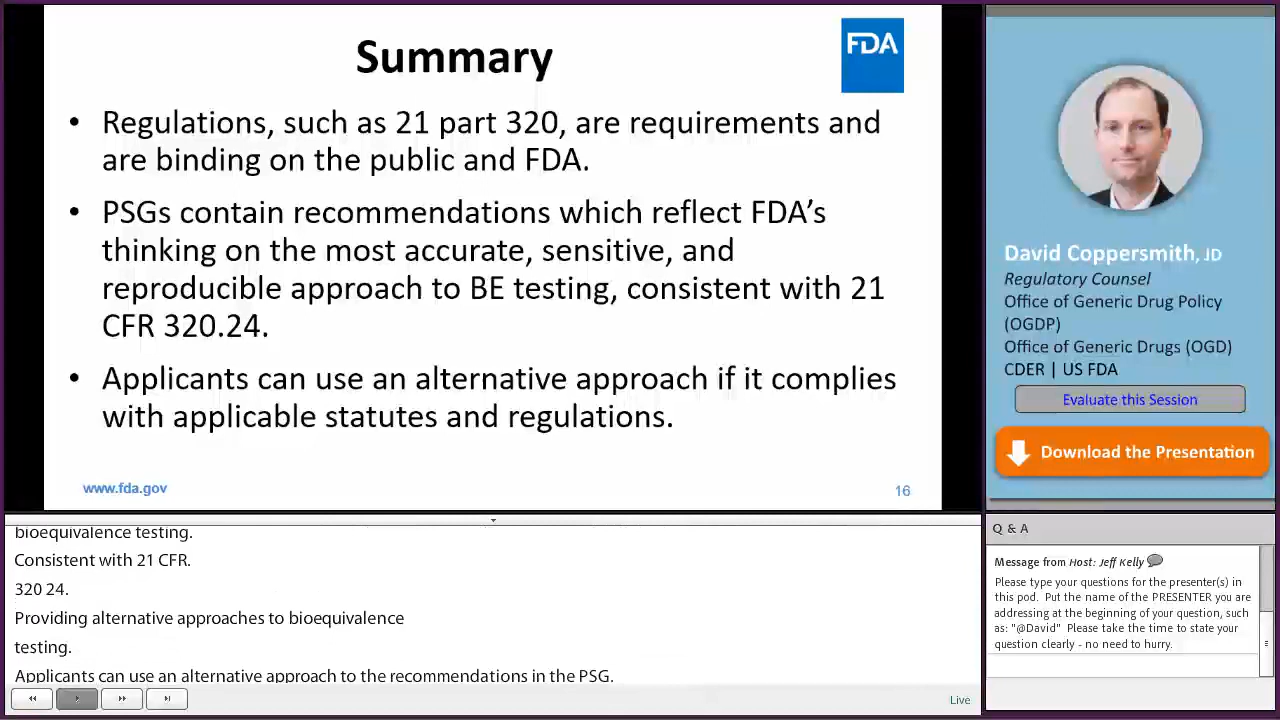 Summary
FDA
• Regulations, such as 21 part 320, are requirements and
are binding on the public and FDA.
• PSGs contain recommendations which reflect FDA's
thinking on the most accurate, sensitive, and
reproducible approach to BE testing, consistent with 21
CFR 320.24.
• Applicants can use an alternative approach if it complies
with applicable statutes and regulations.
www.fda.gov
16
David Coppersmith, JD
Regulatory Counsel
Office of Generic Drug Policy
(OGDP)
Office of Generic Drugs (OGD)
CDER | US FDA
Evaluate this Session
Download the Presentation
bioequivalence testing.
Consistent with 21 CFR.
320 24.
Providing alternative approaches to bioequivalence
testing.
Applicants can use an alternative approach to the recommendations in the PSG.
Live
Q & A
Message from Host: Jeff Kelly
Please type your questions for the presenter(s) in
this pod. Put the name of the PRESENTER you are
addressing at the beginning of your question, such
as: "@David" Please take the time to state your
question clearly - no need to hurry.